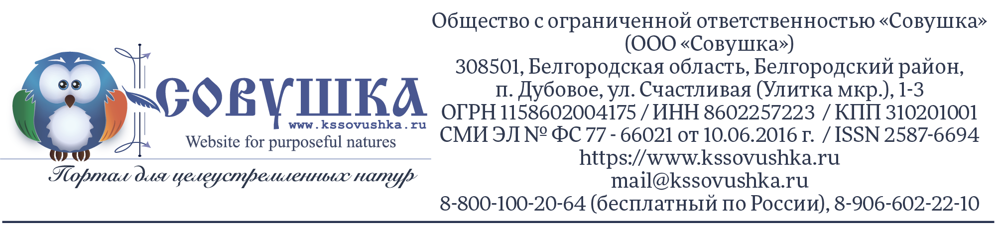 СОВУШКА
www.kssovushka.ru
Website for purposeful natures
Портал для целеустремленных натур
Общество с ограниченной ответственностью «Совушка»
(ООО «Совушка»)
308501, Белгородская область, Белгородский район,
п. Дубовое, ул. Счастливая (Улитка мкр.), 1-3
ОГРН 1158602004175 / ИНН 8602257223 / КПП 310201001
СМИ ЭЛ № ФС 77 - 66021 от 10.06.2016 г. / ISSN 2587-6694
https://www.kssovushka.ru
mail@kssovushka.ru
8-800-100-20-64 (бесплатный по России), 8-906-602-22-10